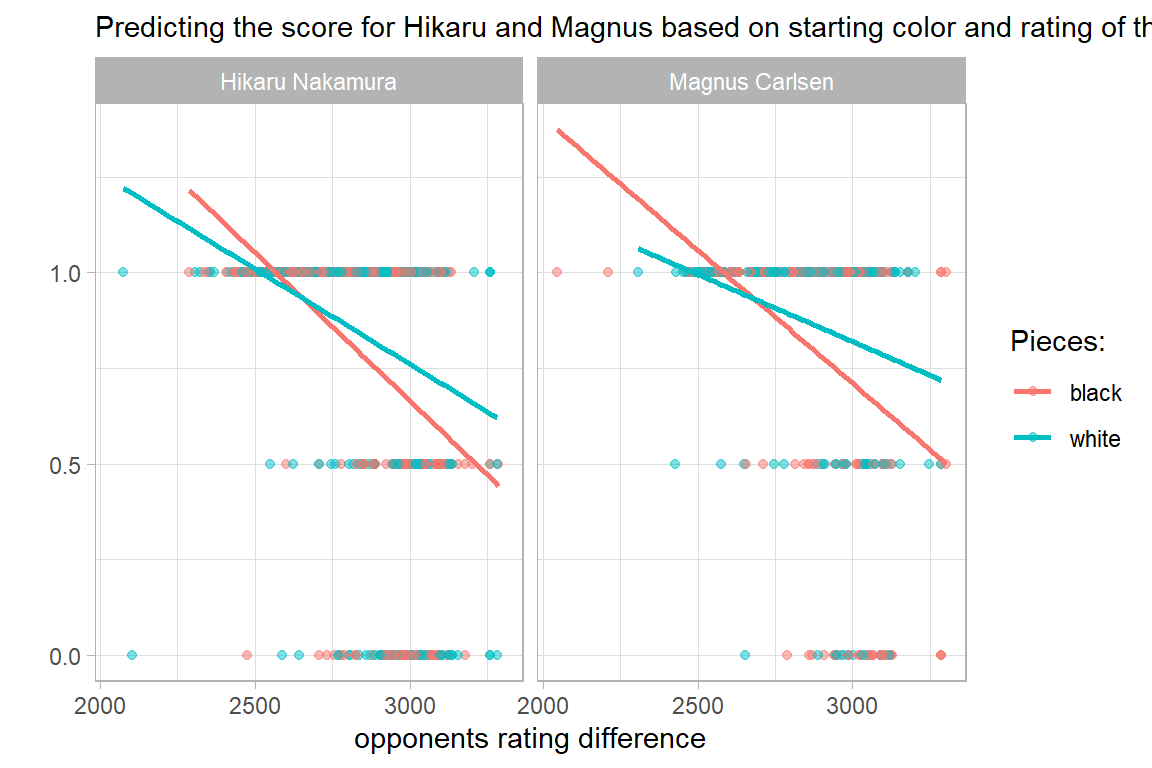 Predicting the score for Hikaru and Magnus based on starting color and rating of th
Hikaru Nakamura
Magnus Carlsen
1.0
0.5
0.0
2000 2500 3000 2000 2500 3000
opponents rating difference
Pieces:
black
white